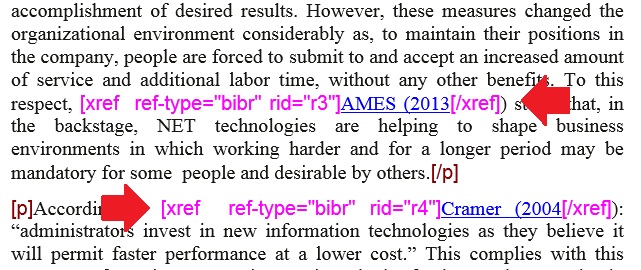 accomplishment of desired results. However, these measures changed the
organizational environment considerably as, to maintain their positions in
the company, people are forced to submit to and accept an increased amount
of service and additional labor time, without any other benefits. To this
respect, [xref ref-type="bibr" rid="r3"]AMES (2013[/xref]) s that, in
the backstage, NET technologies are helping to shape business
environments in which working harder and for a longer period may be
mandatory for some people and desirable by others.[/p]
[p]Accordin [xref ref-type="bibr" rid="r4"]Cramer (2004[/xref]):
“administrators invest in new information technologies as they believe it
will permit faster performance at a lower cost.” This complies with this